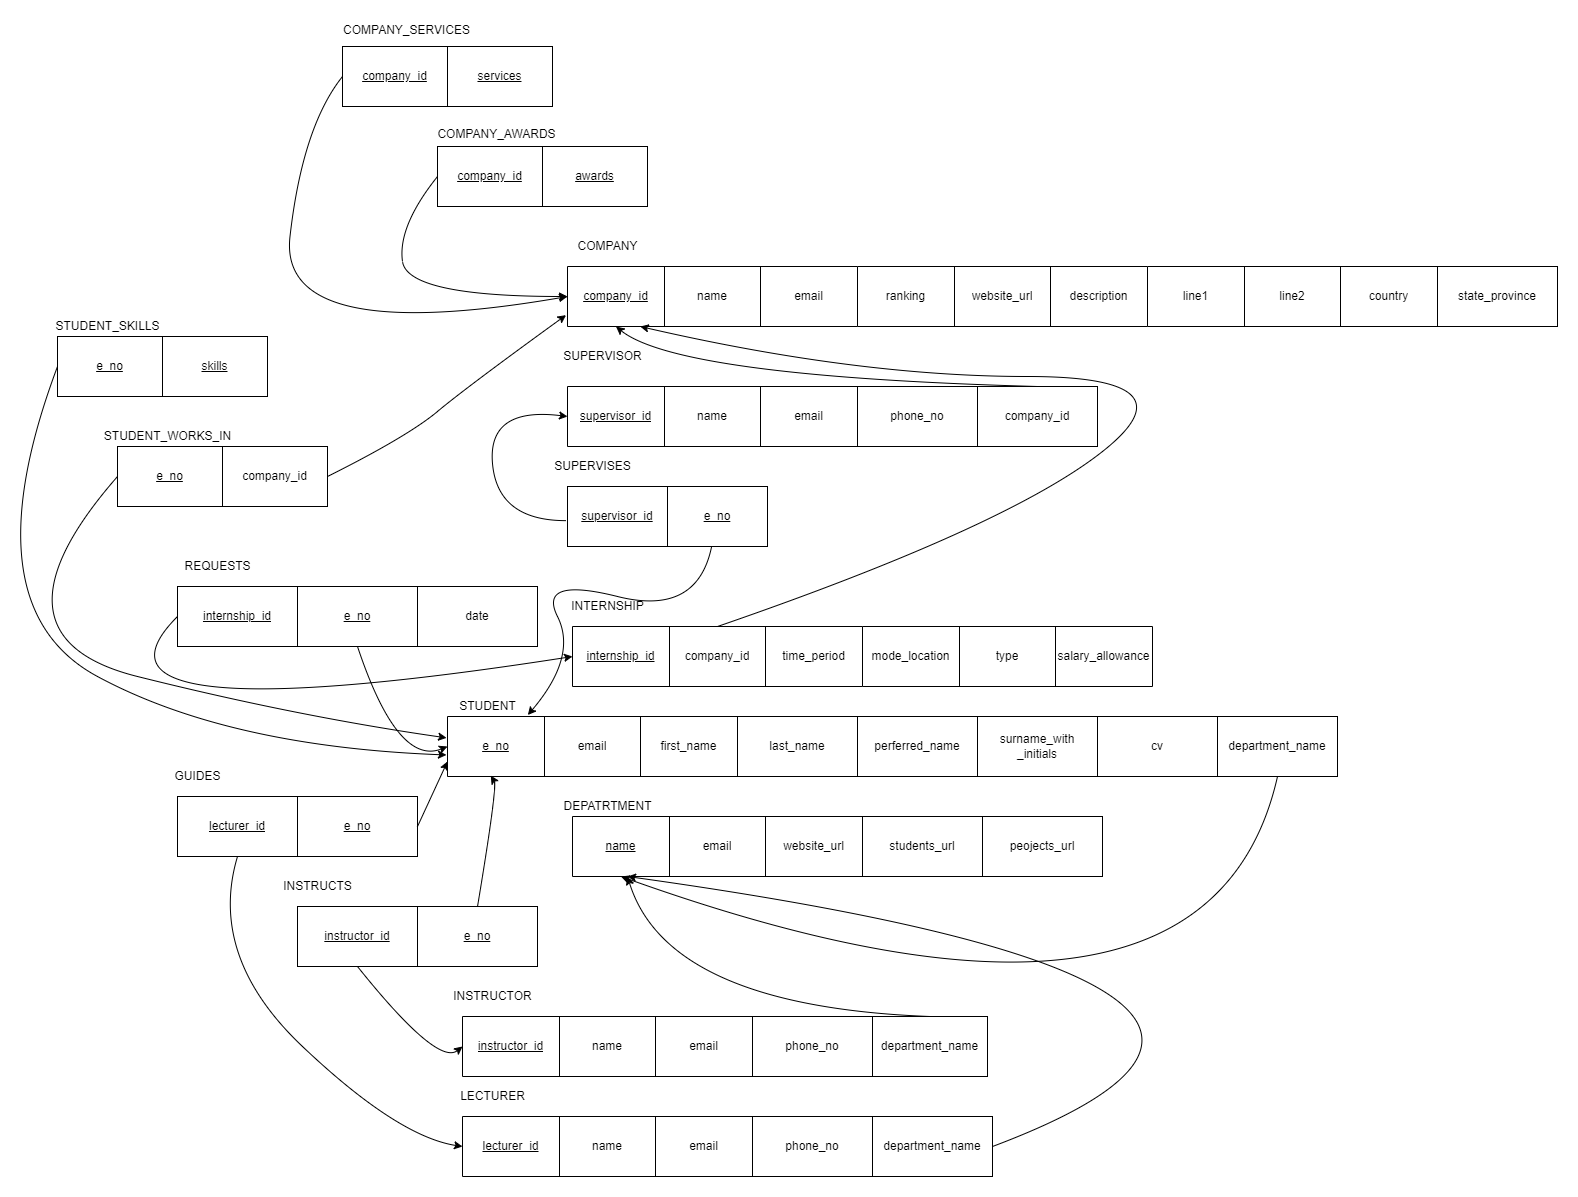 COMPANY_SERVICES
company_id services
COMPANY_AWARDS
company_id awards
COMPANY
company_id name email ranking website_url description line1 line2 country state_province
STUDENT_SKILLS
e_no skills
SUPERVISOR
supervisor_id name email phone_no company_id
STUDENT_WORKS_IN
e_no company_id
SUPERVISES
supervisor_id e_no
REQUESTS
internship_id e_no date
INTERNSHIP
internship_id company_id time_period mode_location type salary_allowance
STUDENT
e_no email first_name last_name perferred_name surname_with
_initials cv department_name
GUIDES
lecturer_id e_no
DEPATRTMENT
name email website_url students_url peojects_url
INSTRUCTS
instructor_id e_no
INSTRUCTOR
instructor_id name email phone_no department_name
LECTURER
lecturer_id name email phone_no department_name